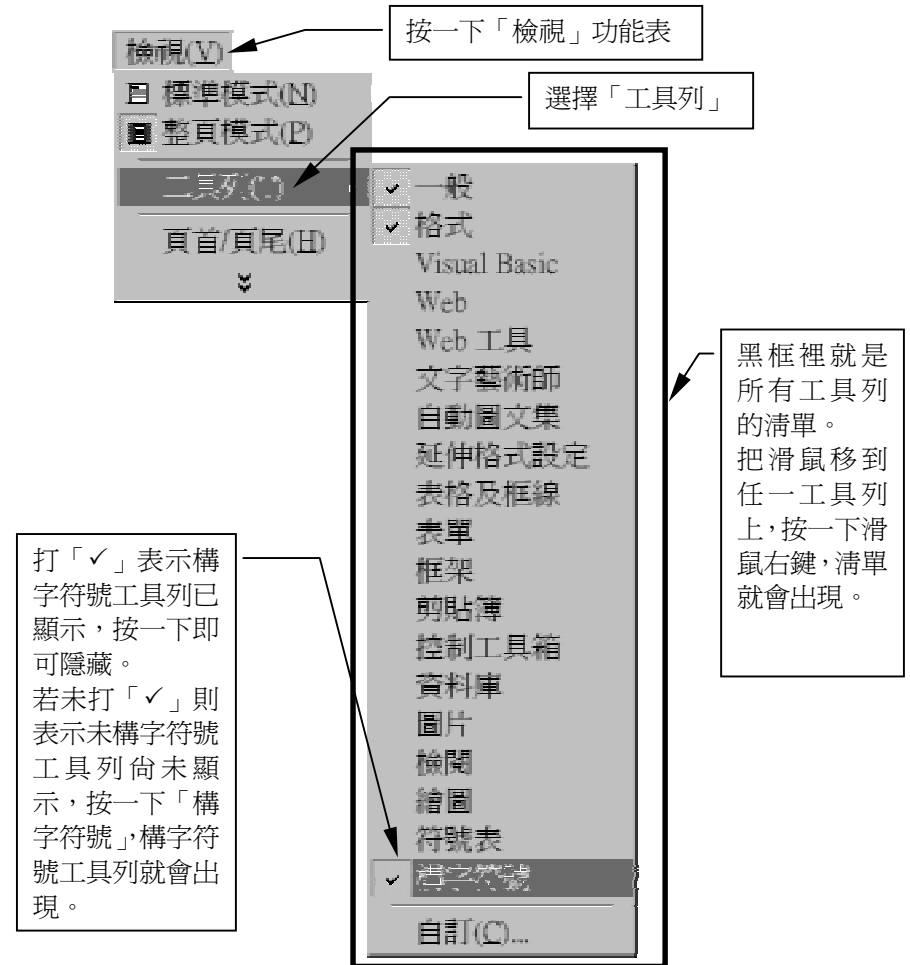 按一下「檢視」功能表
檢視(V)
標準模式(N)
選擇「工具列」
整頁模式(P)
工具列(T)
頁首/頁尾(H)
一般
格式
Visual Basic
Web
Web 工具
文字藝術師
自動圖文集
延伸格式設定
表格及框線
表單
框架
剪貼簿
控制工具箱
資料庫
圖片
檢閱
繪圖
符號表
構字符號
自訂(C)...
黑框裡就是
所有工具列
的清單。
把滑鼠移到
任一工具列
上,按一下滑
鼠右鍵,清單
就會出現。
打「✓」表示構
字符號工具列已
顯示,按一下即
可隱藏。
若未打「✓」則
表示未構字符號
工具列尚未顯
示,按一下「構
字符號」,構字符
號工具列就會出
現。